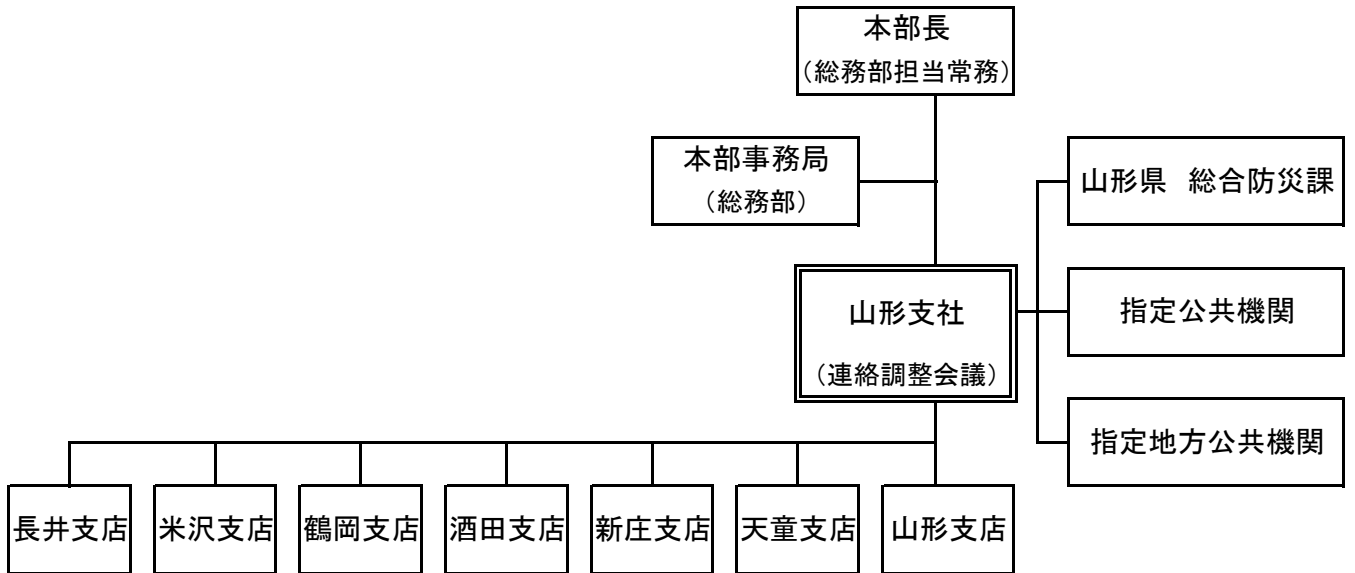 本部長
（総務部担当常務）
本部事務局
（総務部）
山形県　総合防災課
山形支社
（連絡調整会議）
指定公共機関
指定地方公共機関
長井支店
米沢支店
鶴岡支店
酒田支店
新庄支店
天童支店
山形支店